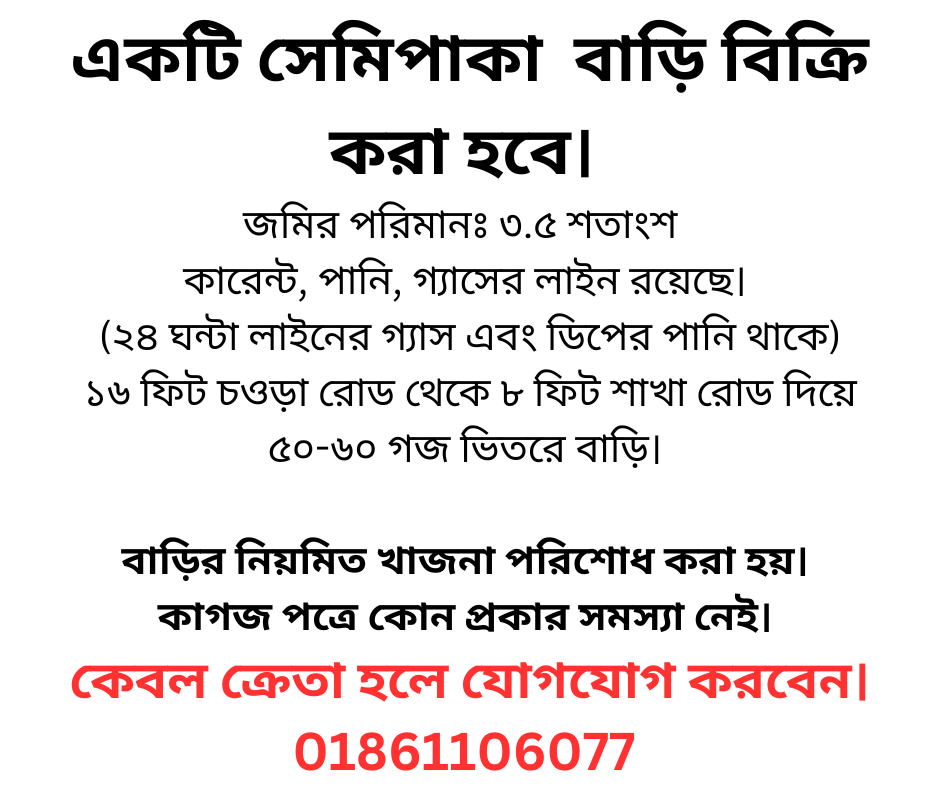 একটি সেমিপাকা বাড়ি বিক্রি
করা হবে।
জমির পরিমানঃ ৩.৫ শতাংশ
কারেন্ট, পানি, গ্যাসের লাইন রয়েছে।
(২৪ ঘন্টা লাইনের গ্যাস এবং ডিপের পানি থাকে)
১৬ ফিট চওড়া রোড থেকে ৮ ফিট শাখা রোড দিয়ে
৫০-৬০ গজ ভিতরে বাড়ি।
বাড়ির নিয়মিত খাজনা পরিশোধ করা হয়।
কাগজ পত্রে কোন প্রকার সমস্যা নেই।
কেবল ক্রেতা হলে যোগযোগ করবেন।
01861106077